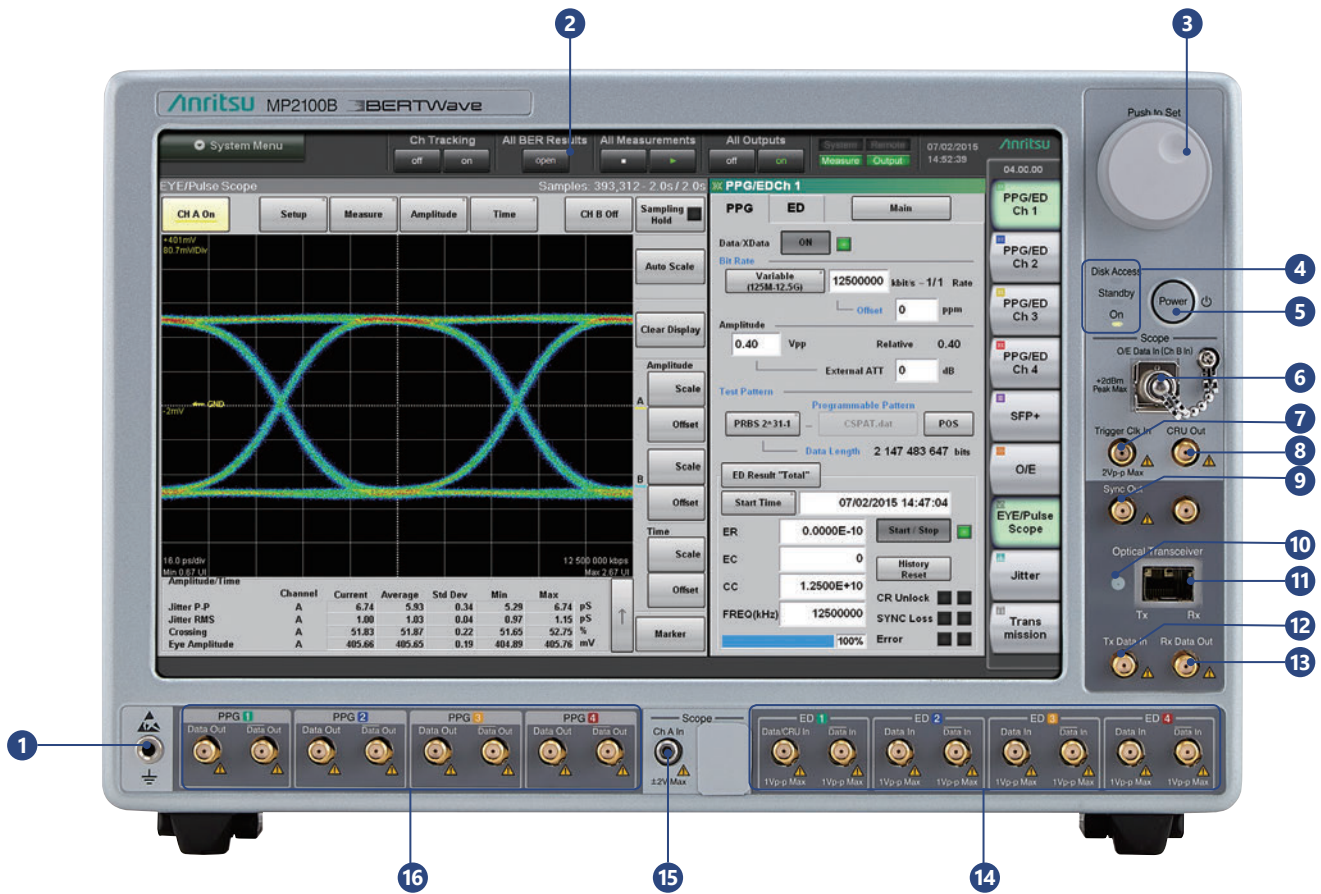 2
3
Anritsu MP2100B BERTWave
System Menu
Ch Tracking
off on
All BER Results
open
All Measurements
All Outputs
off on
System Remote
Measure Output
07/02/2015
14:52:39
Anritsu
04.00.00
EYE/Pulse Scope
Samples: 393,312 - 2.0s / 2.0s
CH A On
Setup
Measure
Amplitude
Time
CH B Off
Sampling
Hold
+401mV
80.7mV/Div
-2mV
GND
16.0 ps/div
Min 0.67 UI
12 500 000 kbps
Max 2.67 UI
Auto Scale
Clear Display
Amplitude
Scale
A
Offset
Scale
B
Offset
Time
Scale
Offset
Marker
Amplitude/Time
Channel Current Average Std Dev Min Max
Jitter P-P A 6.74 5.93 0.34 5.29 6.74 pS
Jitter RMS A 1.00 1.03 0.04 0.97 1.15 pS
Crossing A 51.83 51.87 0.22 51.65 52.75 %
Eye Amplitude A 405.66 405.65 0.19 404.89 405.76 mV
PPG/EDCh 1
PPG ED Main
Data/XData ON
Bit Rate
Variable
(125M-12.5G)
12500000 kbit/s - 1/1 Rate
Offset 0 ppm
Amplitude
0.40 Vpp Relative 0.40
External ATT 0 dB
Test Pattern
Programmable Pattern
PRBS 2^31-1 - CSPAT.dat POS
Data Length 2 147 483 647 bits
ED Result "Total"
Start Time 07/02/2015 14:47:04
ER 0.0000E-10 Start / Stop
EC 0
History
Reset
CC 1.2500E+10
CR Unlock
FREQ(kHz) 12500000
SYNC Loss
100% Error
PPG/ED
Ch 1
PPG/ED
Ch 2
PPG/ED
Ch 3
PPG/ED
Ch 4
SFP+
O/E
EYE/Pulse
Scope
Jitter
Trans
mission
Push to Set
Disk Access
Standby
On
Power
4
5
Scope
O/E Data In (Ch B In)
+2dBm
Peak Max
6
Trigger Clk In CRU Out
2Vp-p Max
7
8
Sync Out
9
Optical Transceiver
10
11
Tx Rx
Tx Data In Rx Data Out
12
13
1
PPG 1
Data Out Data Out
PPG 2
Data Out Data Out
PPG 3
Data Out Data Out
PPG 4
Data Out Data Out
Scope
Ch A In
±2V Max
ED 1
Data/CRU In Data In
1Vp-p Max 1Vp-p Max
ED 2
Data In Data In
1Vp-p Max 1Vp-p Max
ED 3
Data In Data In
1Vp-p Max 1Vp-p Max
ED 4
Data In Data In
1Vp-p Max 1Vp-p Max
16
15
14